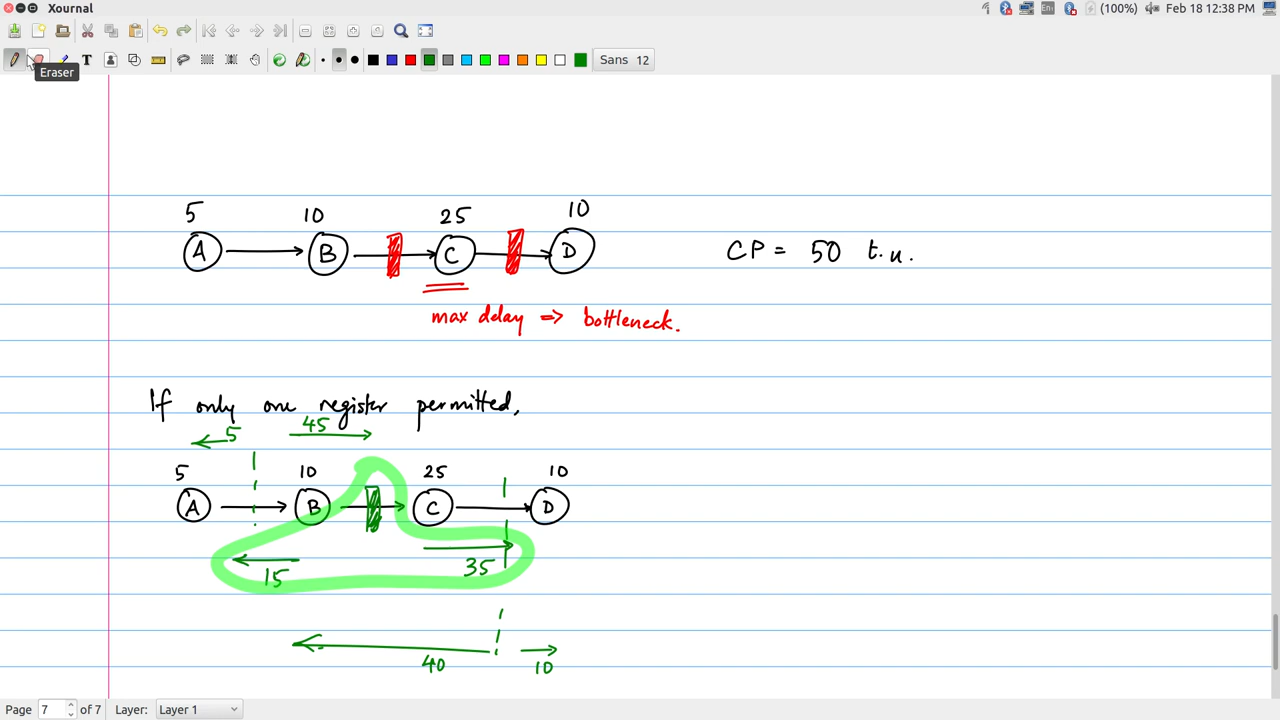 Xournal
(100%) Feb 18 12:38 PM
En
T
Sans 12
Eraser
5 10 25 10
A B C D
CP = 50 t.u.
max delay => bottleneck.
If only one register permitted,
5 45
5 10 25 10
A B C D
15 35
40 10
Page 7 of 7 Layer: Layer 1